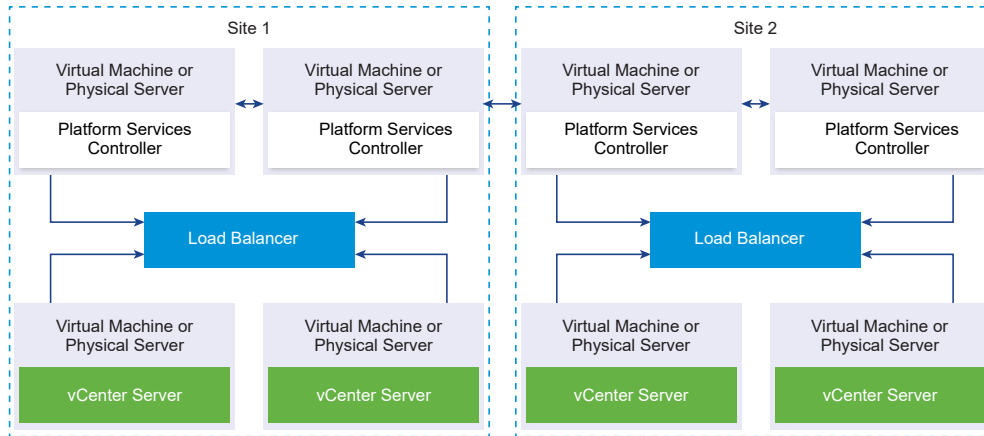 Site 1
Virtual Machine or
Physical Server
Platform Services
Controller
Virtual Machine or
Physical Server
Platform Services
Controller
Load Balancer
Virtual Machine or
Physical Server
vCenter Server
Virtual Machine or
Physical Server
vCenter Server
Site 2
Virtual Machine or
Physical Server
Platform Services
Controller
Virtual Machine or
Physical Server
Platform Services
Controller
Load Balancer
Virtual Machine or
Physical Server
vCenter Server
Virtual Machine or
Physical Server
vCenter Server